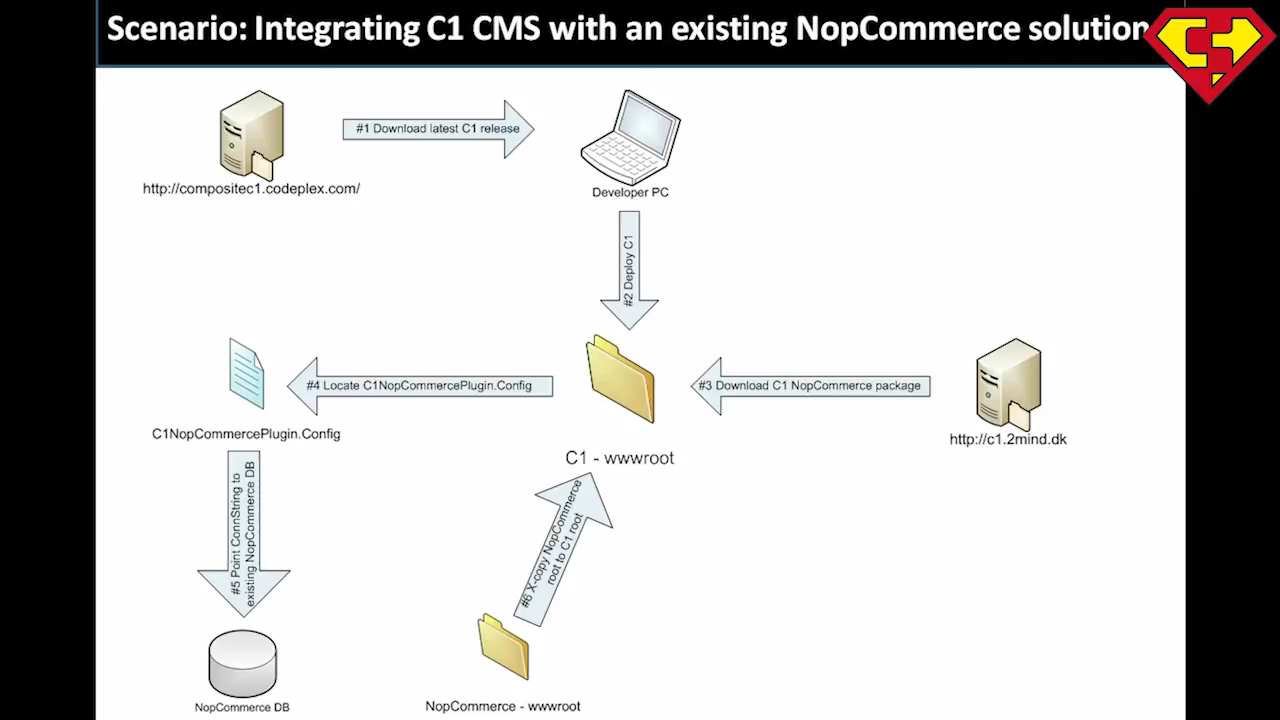 Scenario: Integrating C1 CMS with an existing NopCommerce solution
#1 Download latest C1 release
http://compositec1.codeplex.com/
Developer PC
#2 Deploy C1
#4 Locate C1NopCommercePlugin.Config
#3 Download C1 NopCommerce package
C1NopCommercePlugin.Config
C1 - wwwroot
http://c1.2mind.dk
#5 Point ConnString to
existing NopCommerce DB
#6 X-copy NopCommerce
root to C1 root
NopCommerce DB
NopCommerce - wwwroot